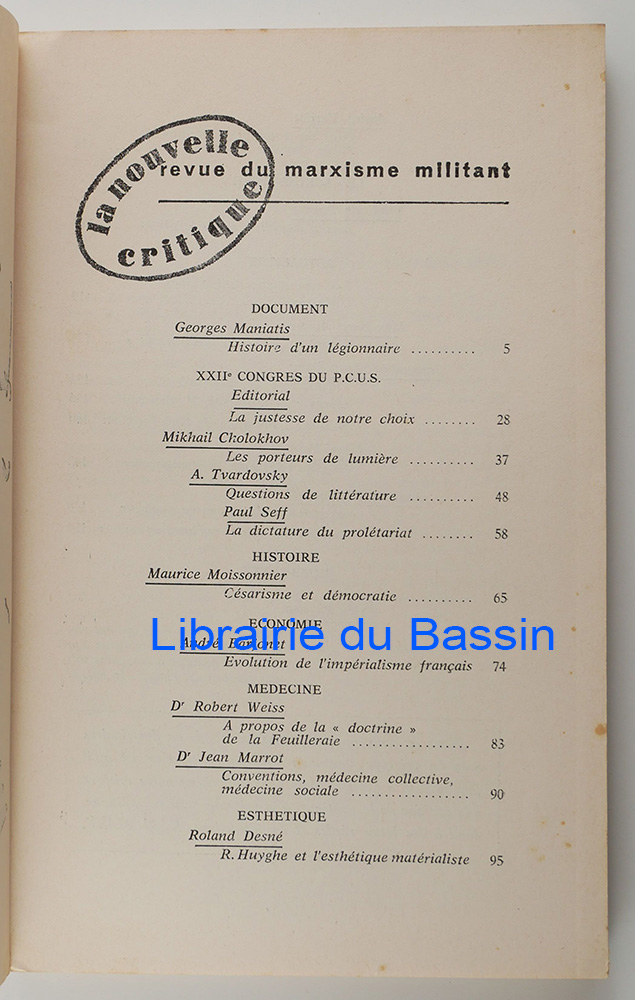 la nouvelle
critique
revue du marxisme militant
DOCUMENT
Georges Maniatis
Histoire d'un légionnaire .......... 5
XXIIe CONGRES DU P.C.U.S.
Editorial
La justesse de notre choix ........ 28
Mikhail Cholokhov
Les porteurs de lumière .......... 37
A. Tvardovsky
Questions de littérature .......... 48
Paul Seff
La dictature du prolétariat ........ 58
HISTOIRE
Maurice Moissonnier
Césarisme et démocratie .......... 65
ECONOMIE
Librairie du Bassin
André Barjonet
Evolution de l'impérialisme français 74
MEDECINE
Dr Robert Weiss
A propos de la « doctrine »
de la Feuilleraie .................. 83
Dr Jean Marrot
Conventions, médecine collective,
médecine sociale .................. 90
ESTHETIQUE
Roland Desné
R. Huyghe et l'esthétique matérialiste 95